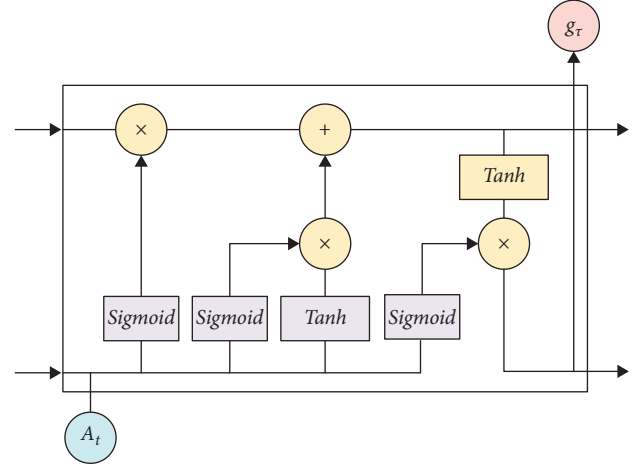 g_τ
×
+
Tanh
×
×
Sigmoid
Sigmoid
Tanh
Sigmoid
A_t